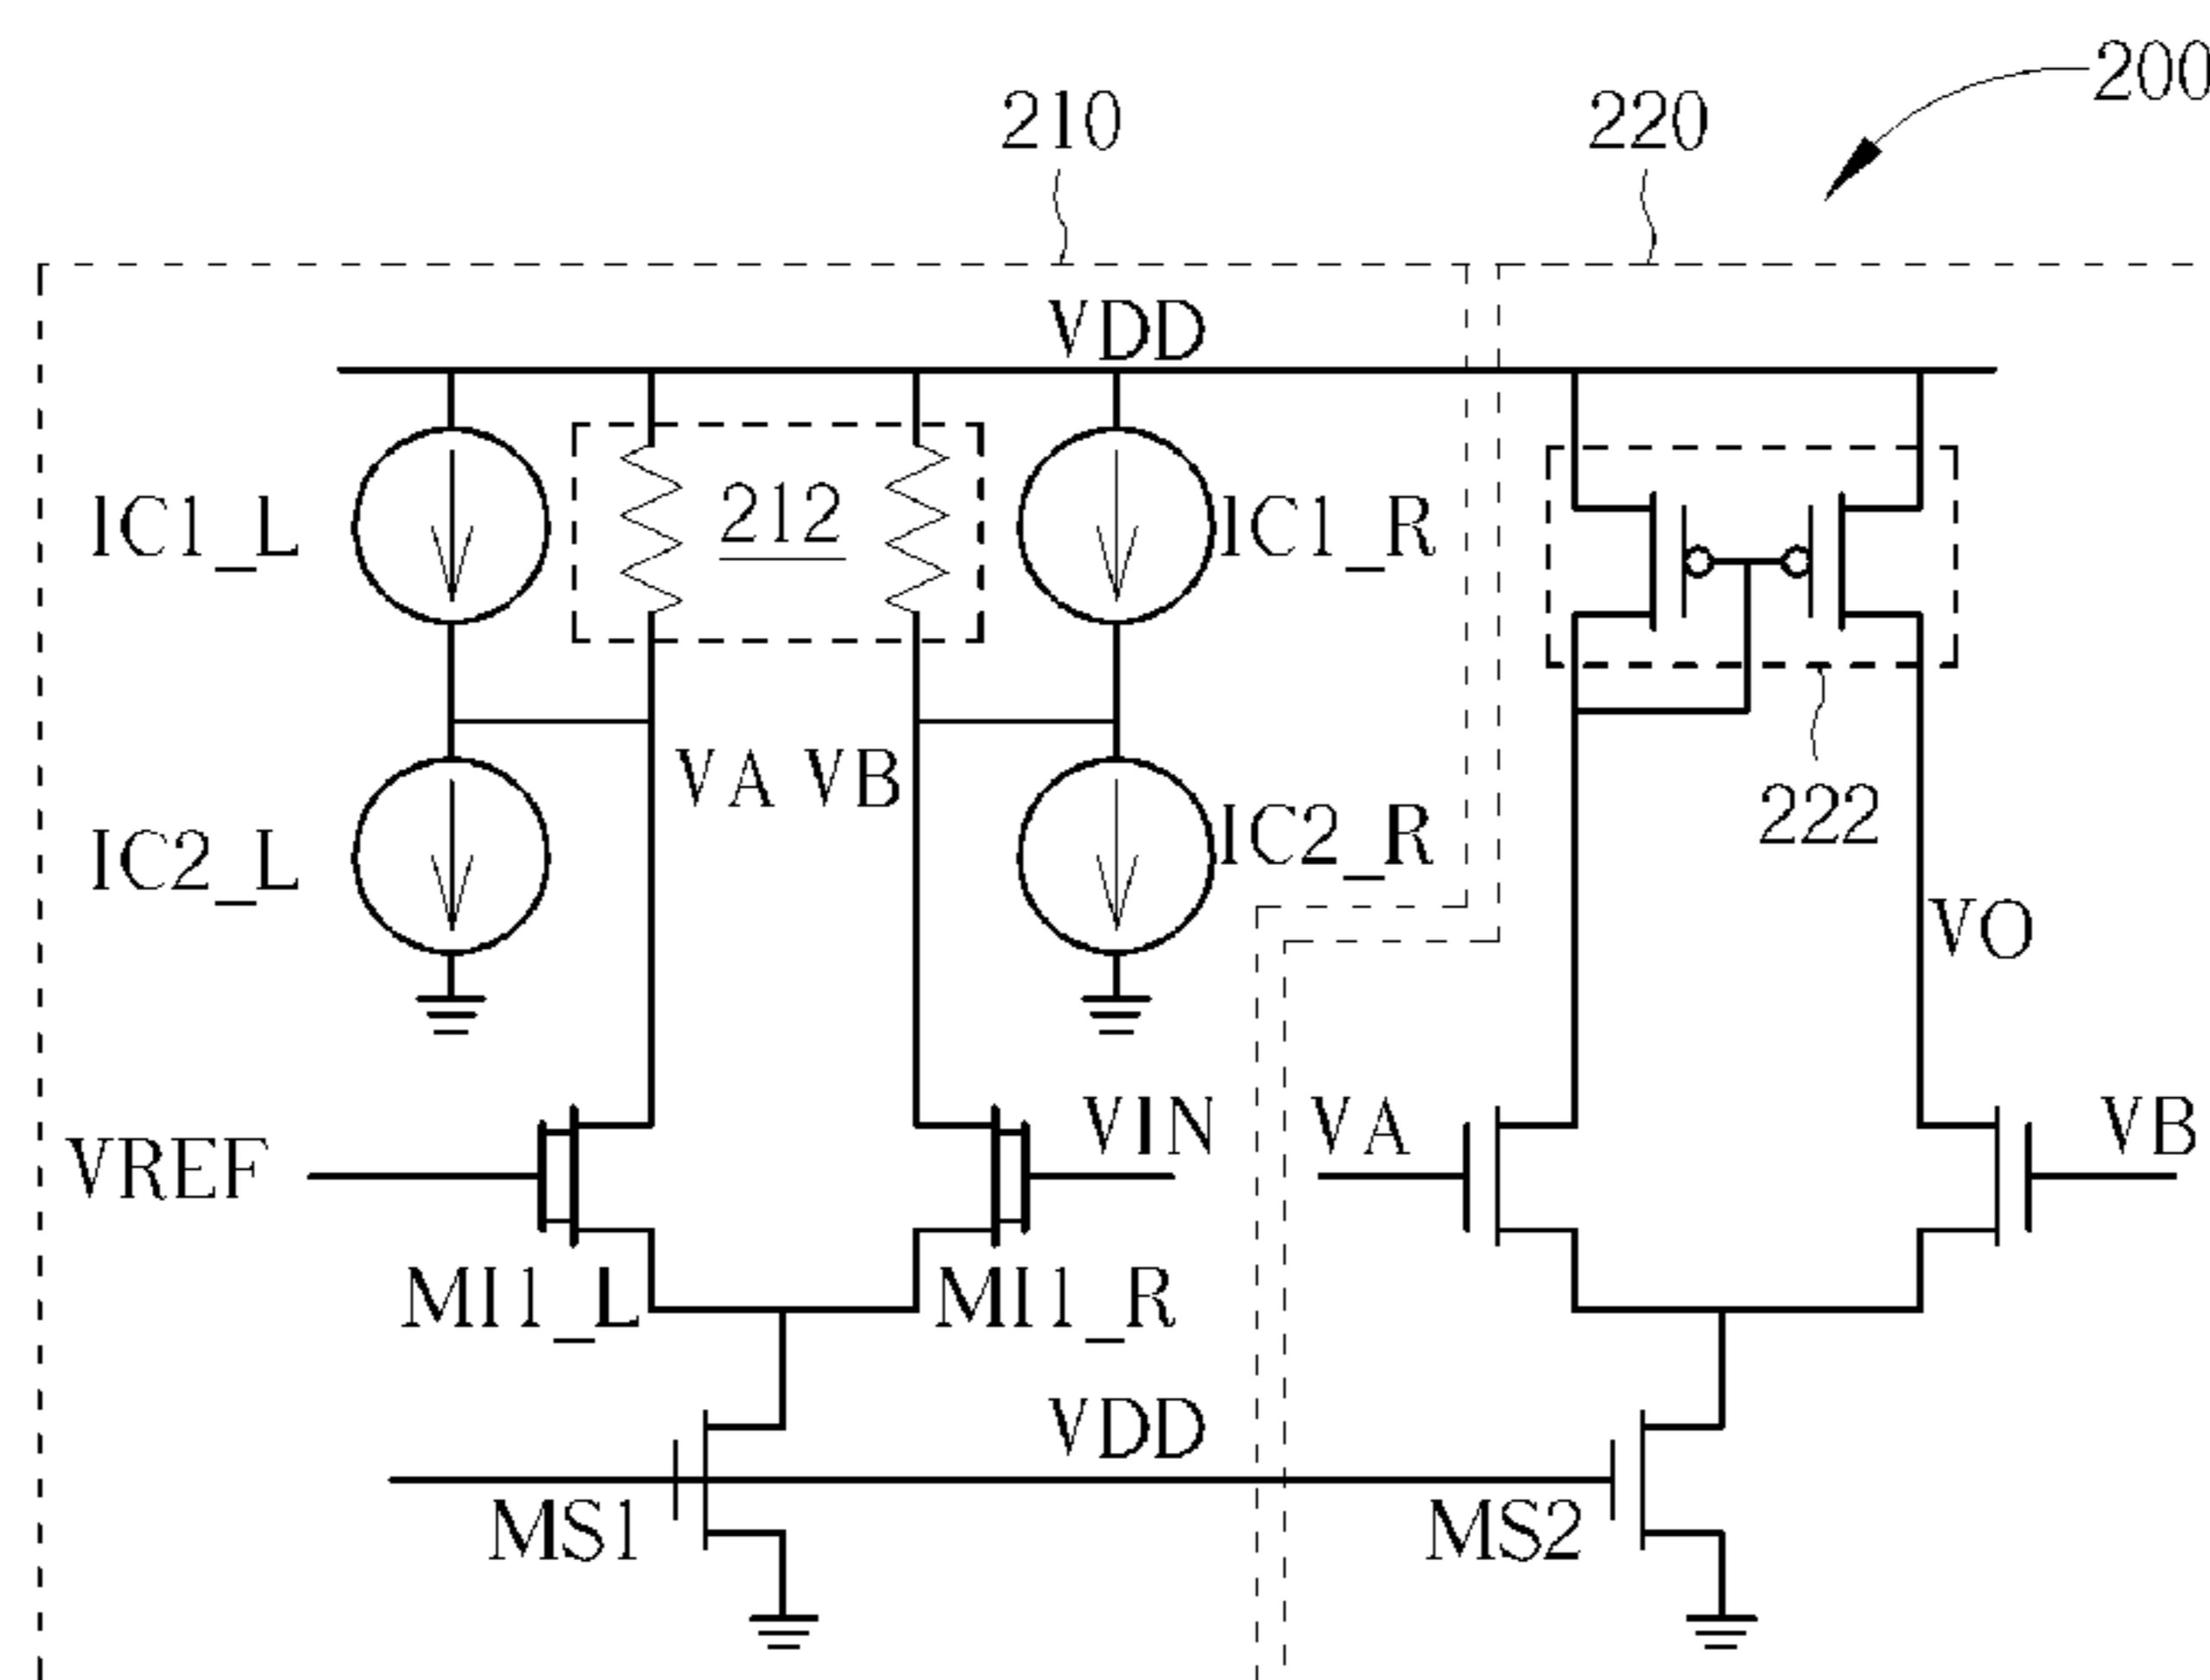 200
210
220
VDD
IC1_L
212
IC1_R
VA
VB
222
IC2_L
IC2_R
VO
VREF
VIN
VA
VB
MI1_L
MI1_R
VDD
MS1
MS2